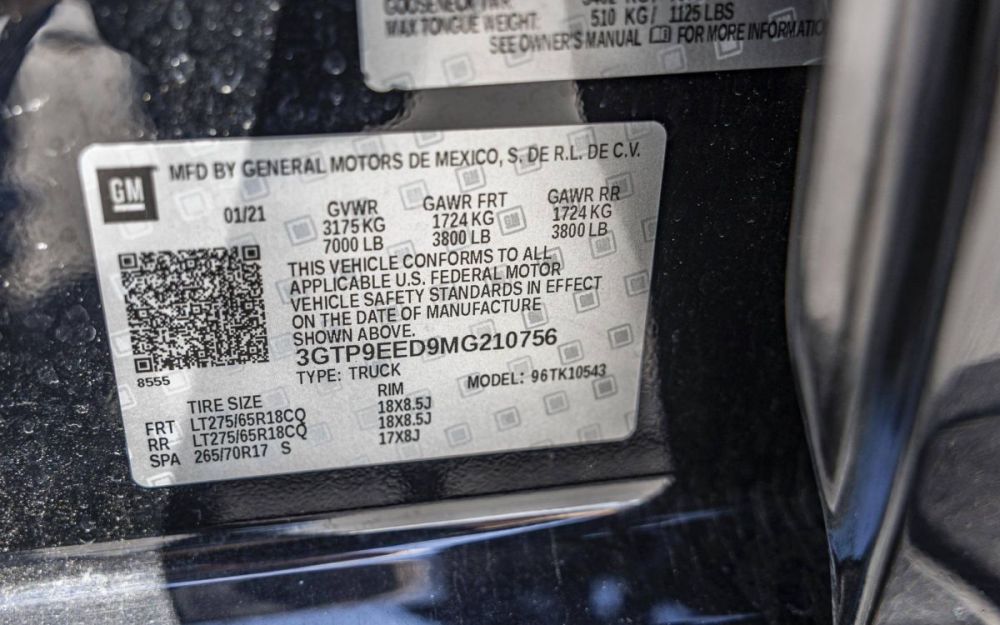 MAX TONGUE WEIGHT:
510 KG/ 1125 LBS
SEE OWNER'S MANUAL FOR MORE INFORMATIO
GM
MFD BY GENERAL MOTORS DE MEXICO, S. DE R.L. DE C.V.
01/21 GVWR GAWR FRT GAWR RR
3175 KG 1724 KG 1724 KG
7000 LB 3800 LB 3800 LB
THIS VEHICLE CONFORMS TO ALL
APPLICABLE U.S. FEDERAL MOTOR
VEHICLE SAFETY STANDARDS IN EFFECT
ON THE DATE OF MANUFACTURE
SHOWN ABOVE.
3GTP9EED9MG210756
8555
TYPE: TRUCK MODEL: 96TK10543
TIRE SIZE RIM
FRT LT275/65R18CQ 18X8.5J
RR LT275/65R18CQ 18X8.5J
SPA 265/70R17 S 17X8J